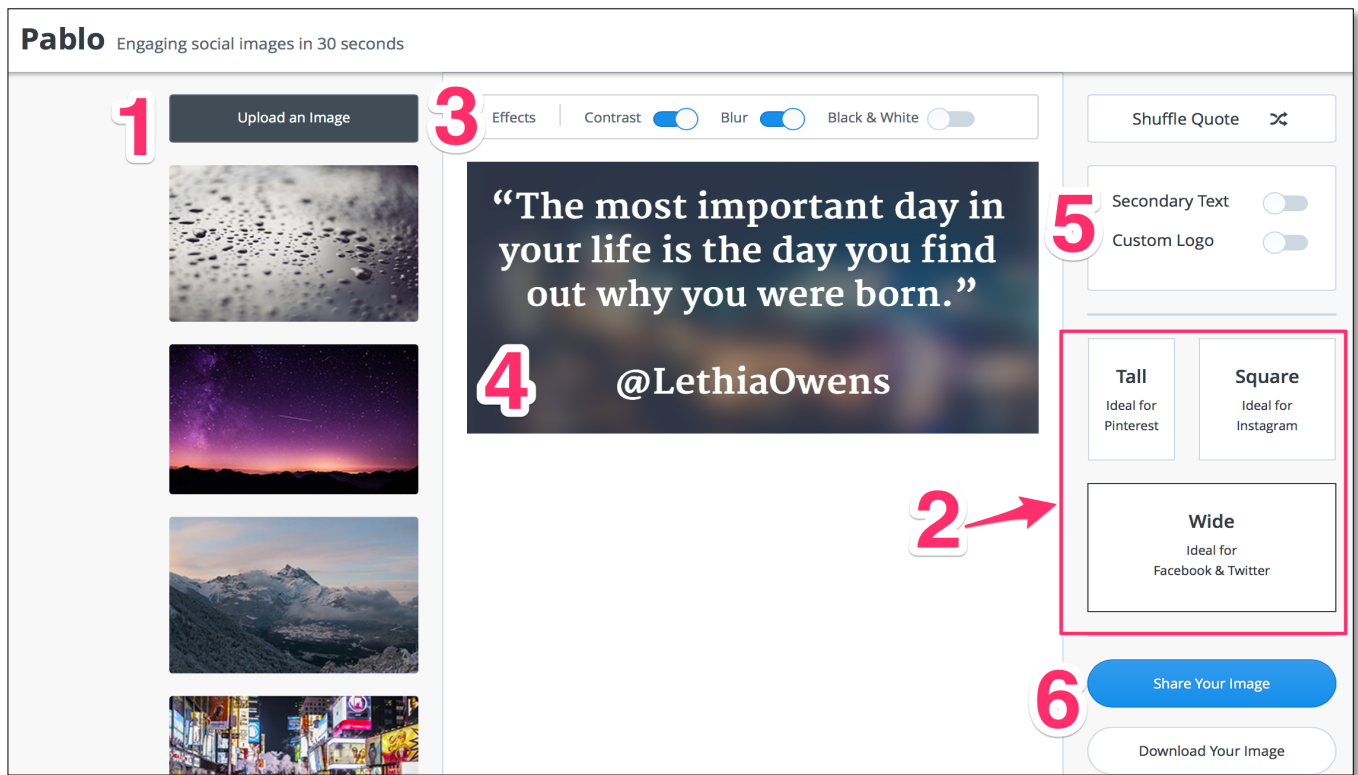 Pablo Engaging social images in 30 seconds
1
Upload an Image
3
Effects Contrast Blur Black & White
Shuffle Quote
“The most important day in
your life is the day you find
out why you were born.”
4
@LethiaOwens
5
Secondary Text
Custom Logo
2
Tall
Ideal for
Pinterest
Square
Ideal for
Instagram
Wide
Ideal for
Facebook & Twitter
6
Share Your Image
Download Your Image